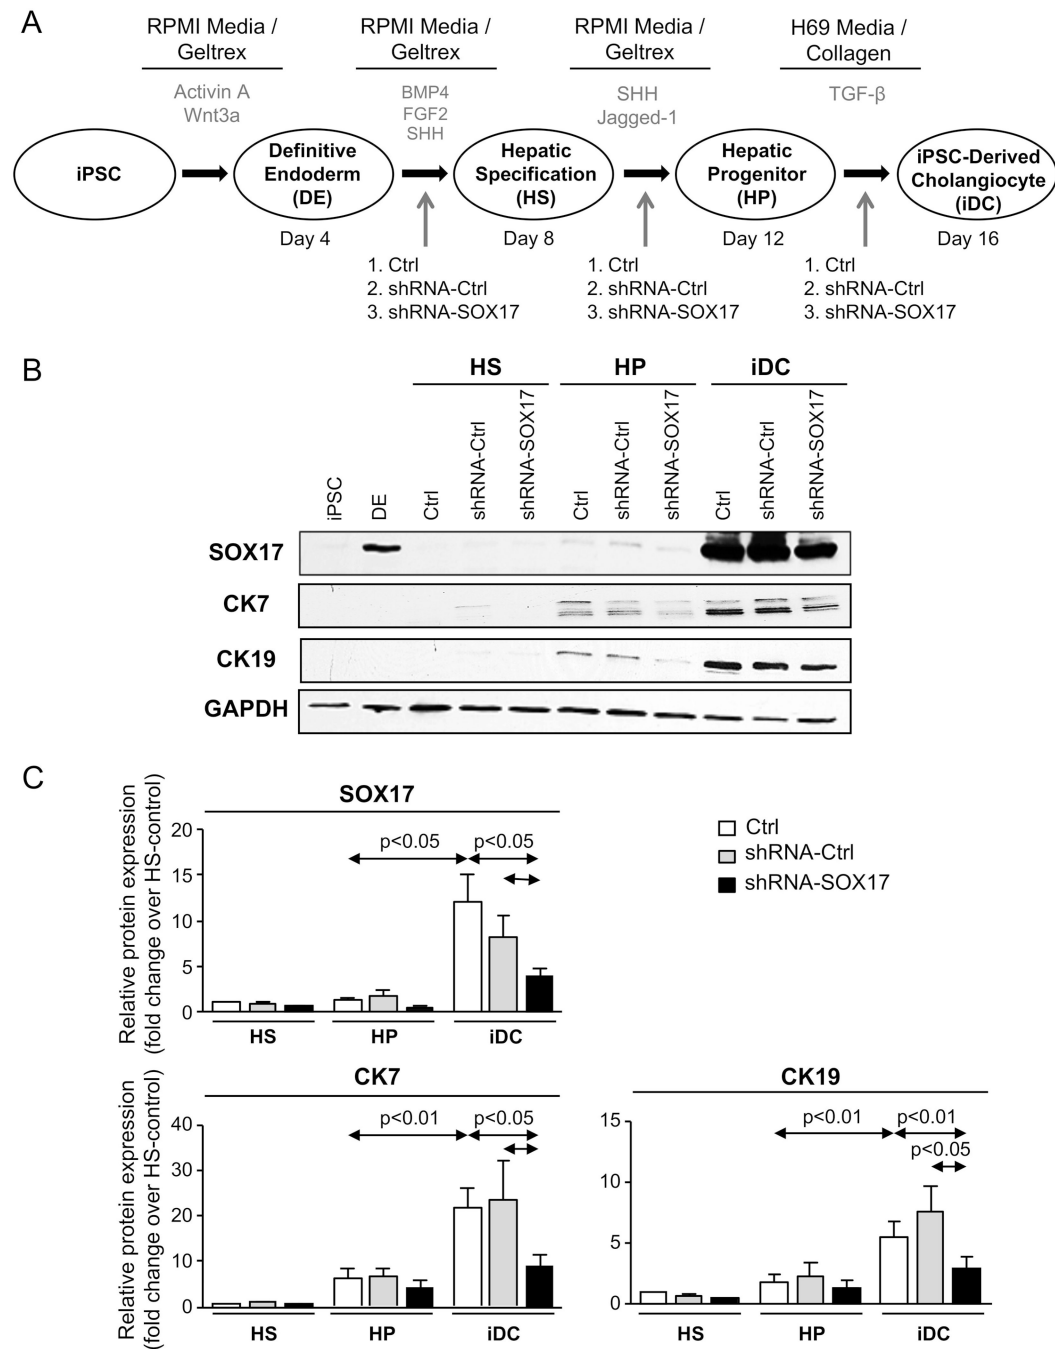 A
RPMI Media /
Geltrex
RPMI Media /
Geltrex
RPMI Media /
Geltrex
H69 Media /
Collagen
Activin A
Wnt3a
BMP4
FGF2
SHH
SHH
Jagged-1
TGF-β
iPSC
Definitive
Endoderm
(DE)
Hepatic
Specification
(HS)
Hepatic
Progenitor
(HP)
iPSC-Derived
Cholangiocyte
(iDC)
Day 4
Day 8
Day 12
Day 16
1. Ctrl
2. shRNA-Ctrl
3. shRNA-SOX17
1. Ctrl
2. shRNA-Ctrl
3. shRNA-SOX17
1. Ctrl
2. shRNA-Ctrl
3. shRNA-SOX17
B
HS
HP
iDC
iPSC
DE
Ctrl
shRNA-Ctrl
shRNA-SOX17
Ctrl
shRNA-Ctrl
shRNA-SOX17
Ctrl
shRNA-Ctrl
shRNA-SOX17
SOX17
CK7
CK19
GAPDH
C
SOX17
Relative protein expression
(fold change over HS-control)
20
15
10
5
0
p<0.05
p<0.05
HS
HP
iDC
Ctrl
shRNA-Ctrl
shRNA-SOX17
CK7
Relative protein expression
(fold change over HS-control)
40
30
20
10
0
p<0.01
p<0.05
HS
HP
iDC
CK19
15
10
5
0
p<0.01
p<0.01
p<0.05
HS
HP
iDC